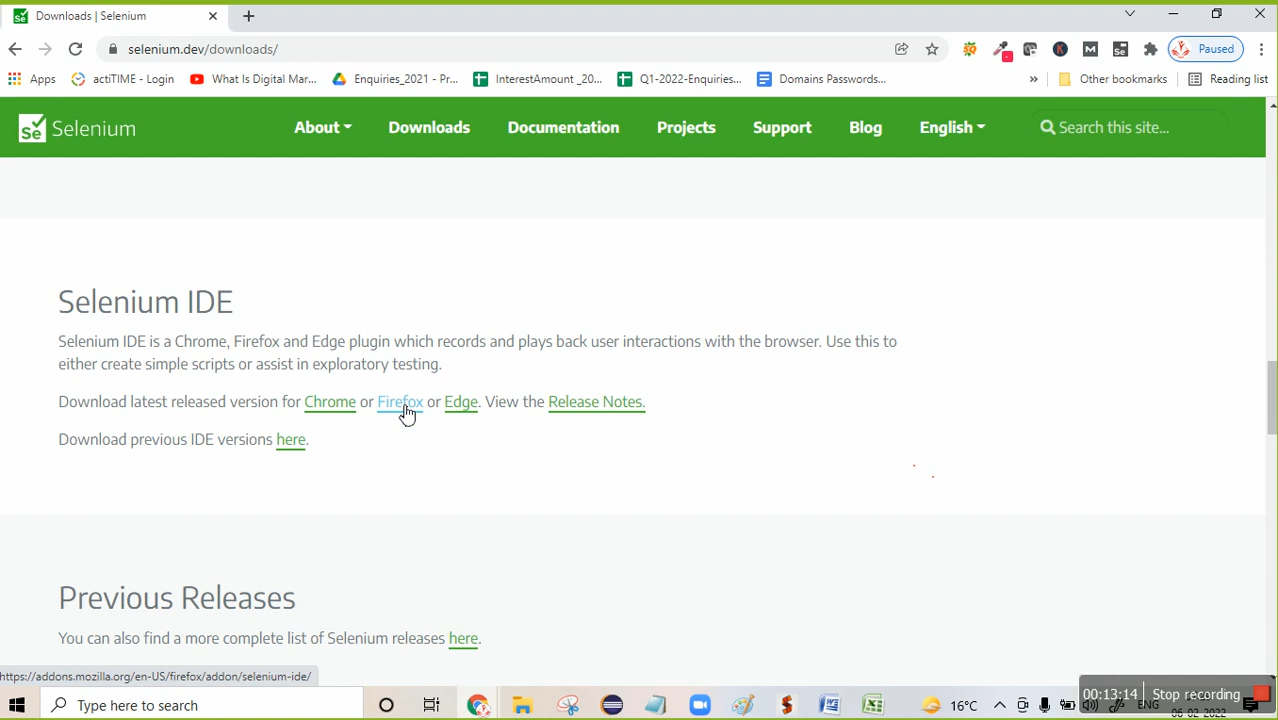 Downloads | Selenium
selenium.dev/downloads/
Paused
Apps
actiTIME - Login
What Is Digital Mar...
Enquiries_2021 - Pr...
InterestAmount _20...
Q1-2022-Enquiries...
Domains Passwords...
»
Other bookmarks
Reading list
Se Selenium
About
Downloads
Documentation
Projects
Support
Blog
English
Search this site...
Selenium IDE
Selenium IDE is a Chrome, Firefox and Edge plugin which records and plays back user interactions with the browser. Use this to
either create simple scripts or assist in exploratory testing.
Download latest released version for Chrome or Firefox or Edge. View the Release Notes.
Download previous IDE versions here.
Previous Releases
You can also find a more complete list of Selenium releases here.
https://addons.mozilla.org/en-US/firefox/addon/selenium-ide/
Type here to search
16°C
00:13:14 Stop recording
ENG
06-02-2022